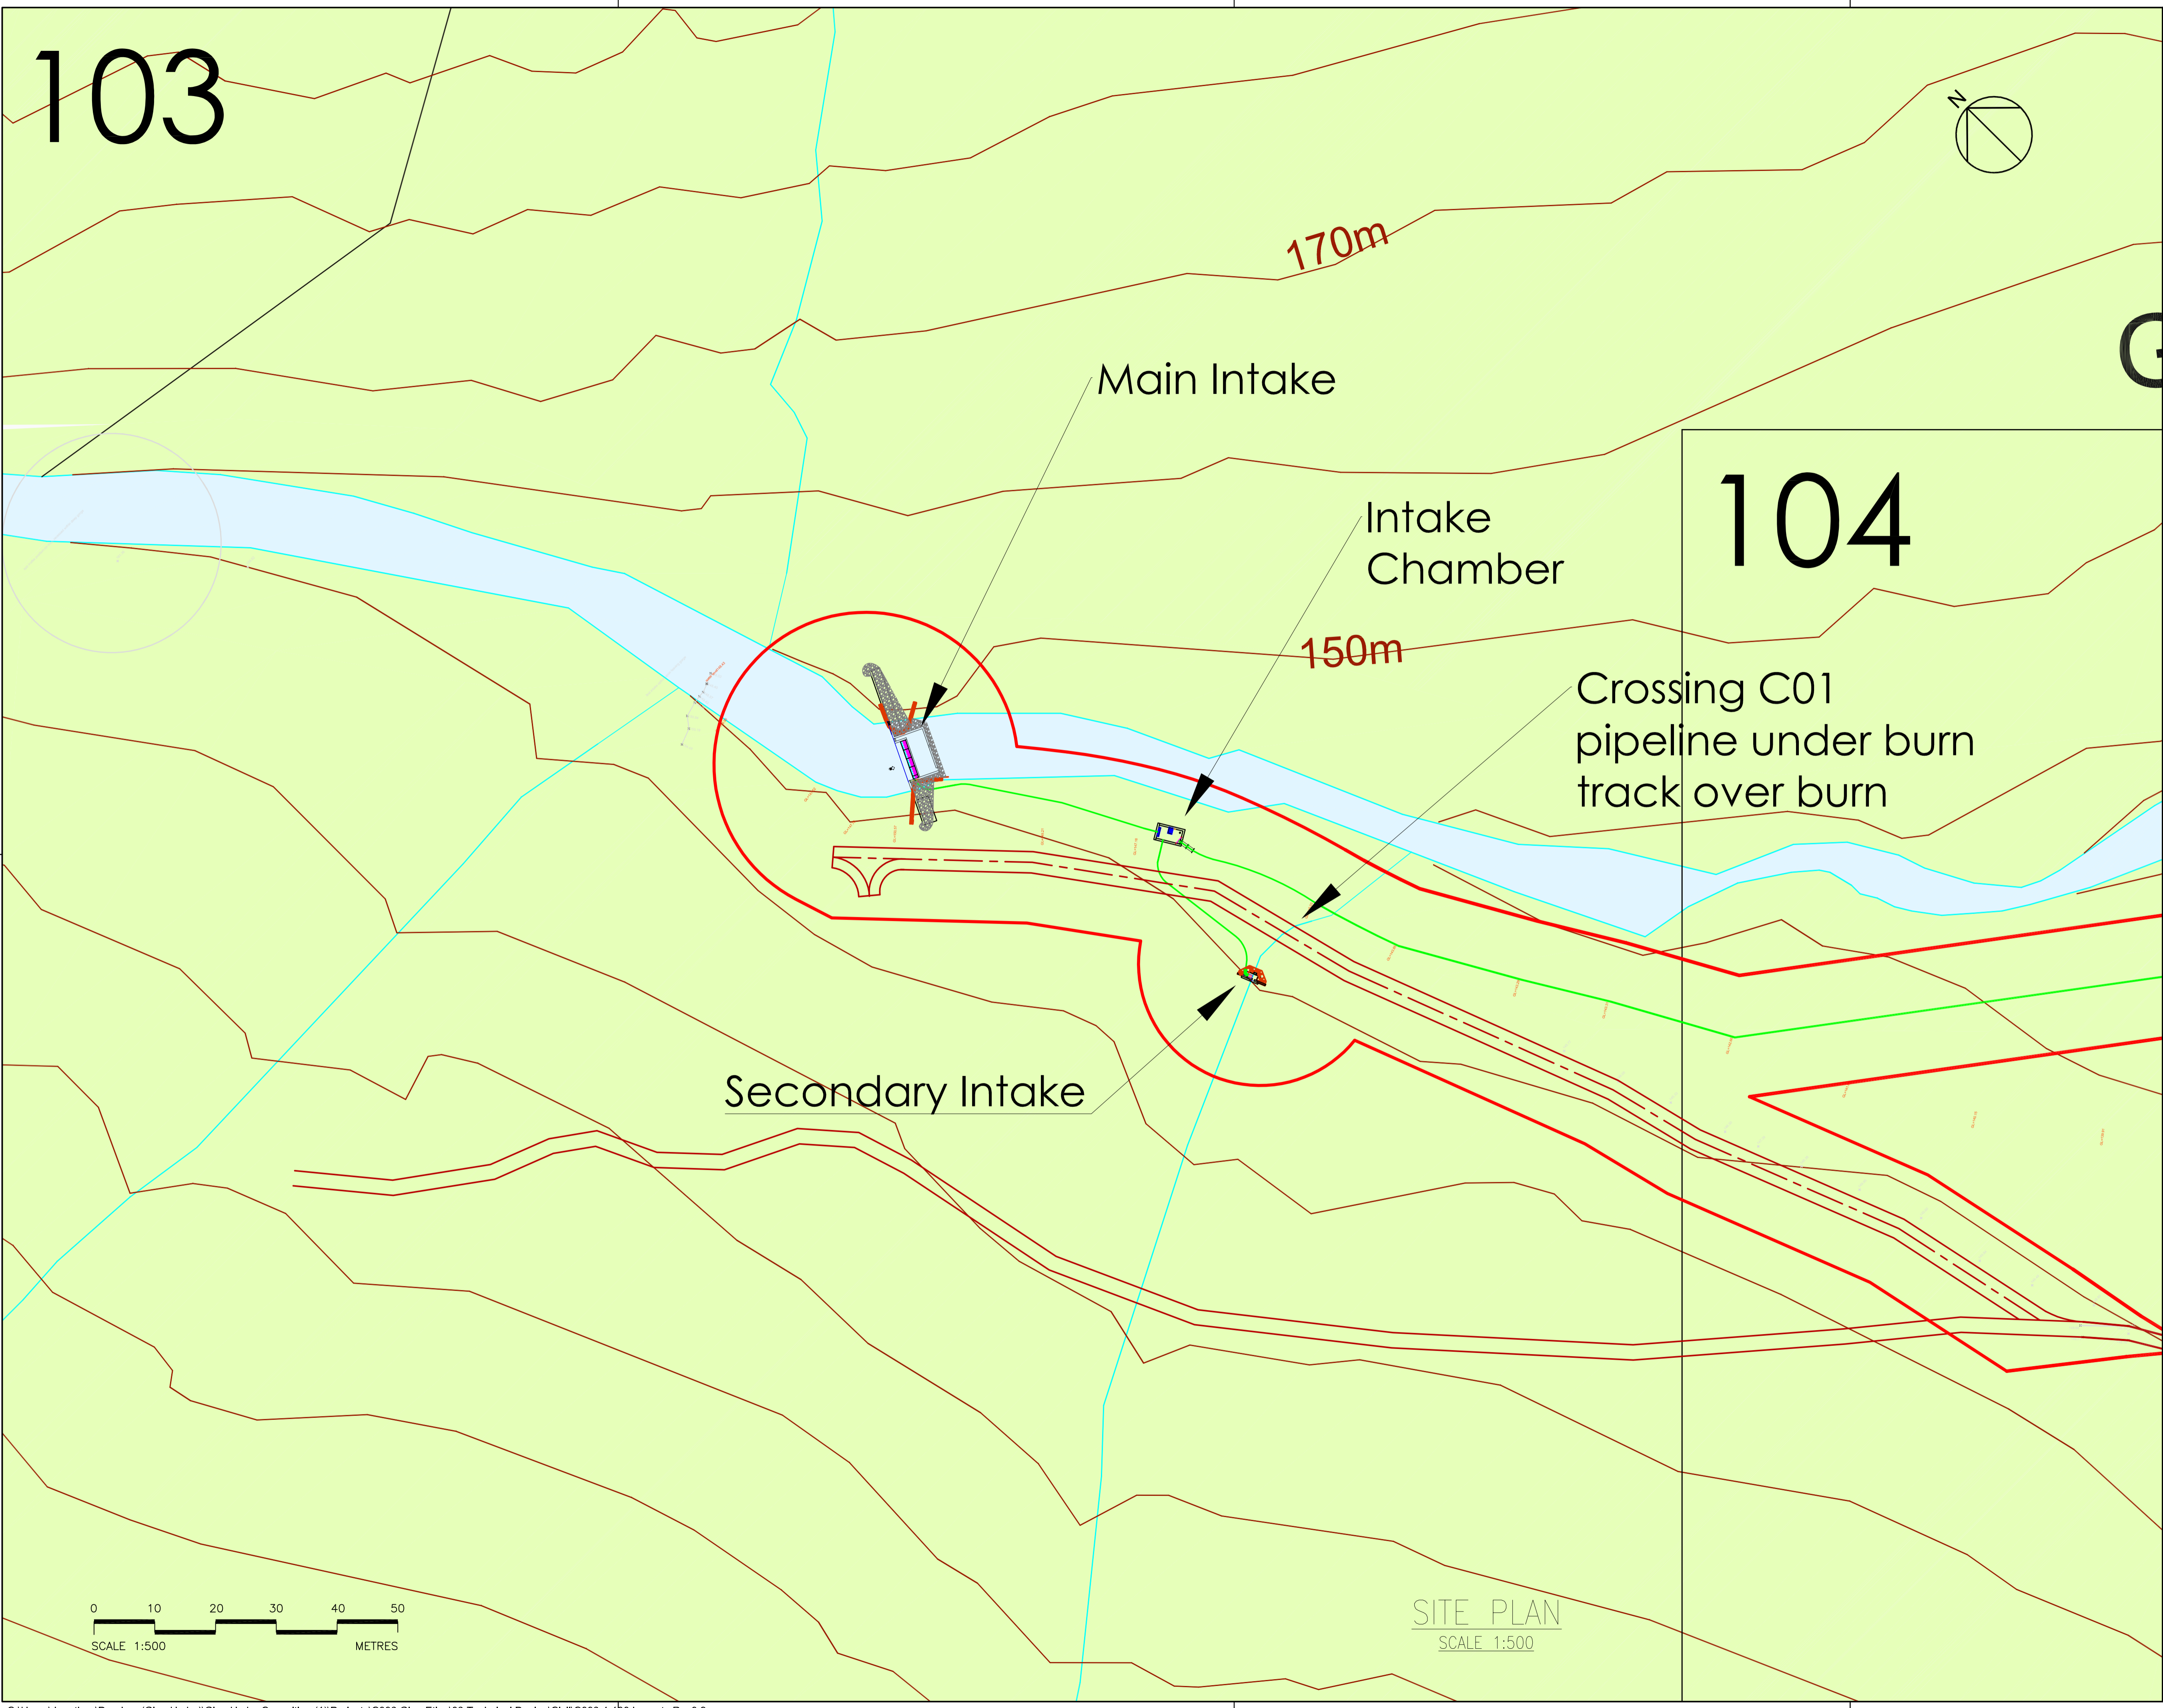 103
N
170m
G
Main Intake
Intake
Chamber
104
150m
Crossing C01
pipeline under burn
track over burn
Secondary Intake
0 10 20 30 40 50
SCALE 1:500 METRES
SITE PLAN
SCALE 1:500